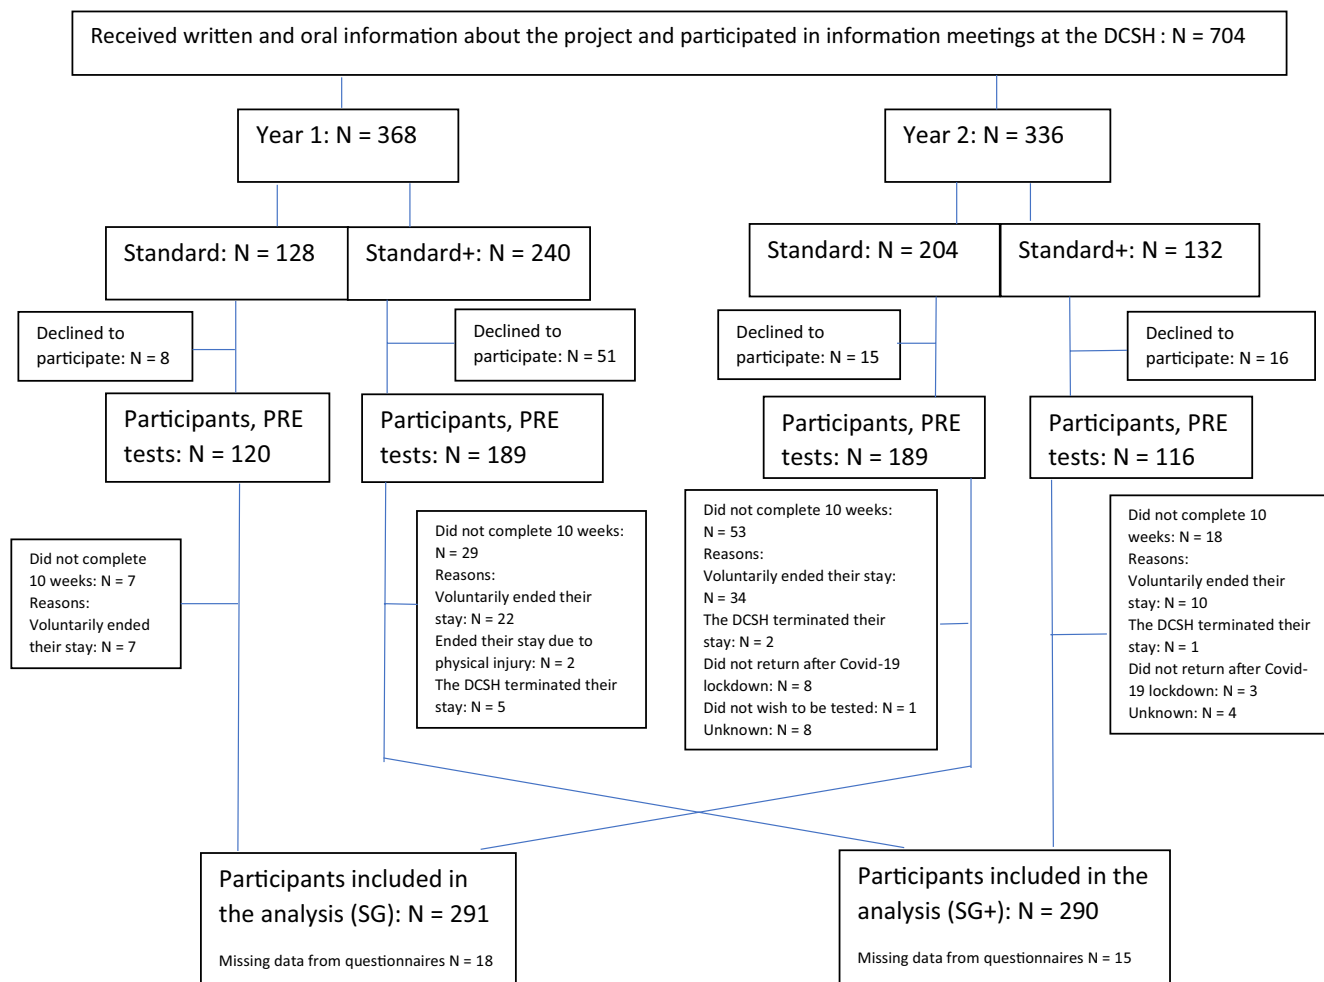 Received written and oral information about the project and participated in information meetings at the DCSH: N = 704
Year 1: N = 368
Year 2: N = 336
Standard: N = 128
Standard+: N = 240
Standard: N = 204
Standard+: N = 132
Declined to
participate: N = 8
Declined to
participate: N = 51
Declined to
participate: N = 15
Declined to
participate: N = 16
Participants, PRE
tests: N = 120
Participants, PRE
tests: N = 189
Participants, PRE
tests: N = 189
Participants, PRE
tests: N = 116
Did not complete
10 weeks: N = 7
Reasons:
Voluntarily ended
their stay: N = 7
Did not complete 10 weeks:
N = 29
Reasons:
Voluntarily ended their
stay: N = 22
Ended their stay due to
physical injury: N = 2
The DCSH terminated their
stay: N = 5
Did not complete 10 weeks:
N = 53
Reasons:
Voluntarily ended their stay:
N = 34
The DCSH terminated their
stay: N = 2
Did not return after Covid-19
lockdown: N = 8
Did not wish to be tested: N = 1
Unknown: N = 8
Did not complete 10
weeks: N = 18
Reasons:
Voluntarily ended their
stay: N = 10
The DCSH terminated their
stay: N = 1
Did not return after Covid-
19 lockdown: N = 3
Unknown: N = 4
Participants included in
the analysis (SG): N = 291
Missing data from questionnaires N = 18
Participants included in the
analysis (SG+): N = 290
Missing data from questionnaires N = 15